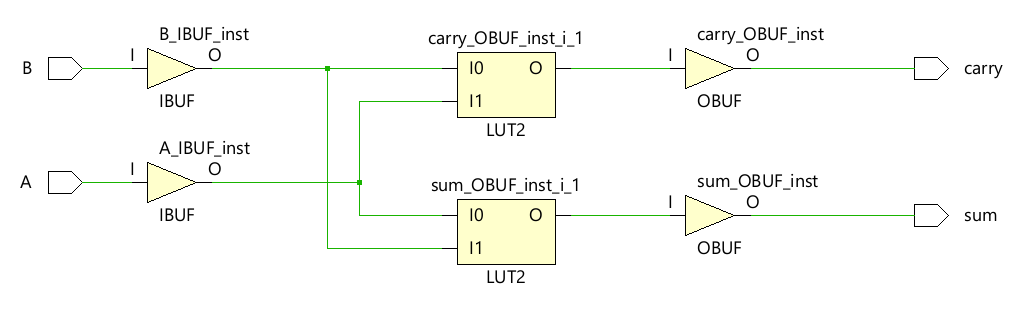 B_IBUF_inst
B
I
O
IBUF
carry_OBUF_inst_i_1
I0
O
I1
LUT2
carry_OBUF_inst
I
O
OBUF
carry
A_IBUF_inst
A
I
O
IBUF
sum_OBUF_inst_i_1
I0
O
I1
LUT2
sum_OBUF_inst
I
O
OBUF
sum